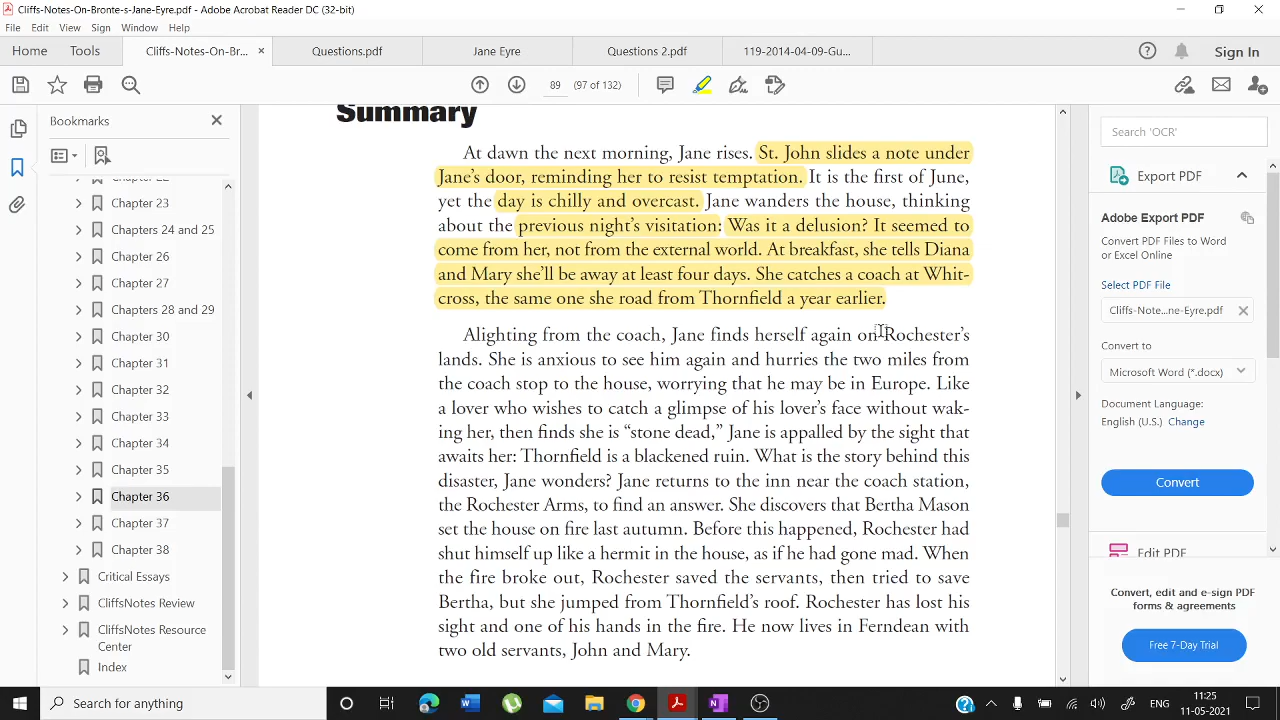 Cliffs-Notes-On-Bronte-s-Jane-Eyre.pdf - Adobe Acrobat Reader DC (32-bit)
File Edit View Sign Window Help
Home Tools Cliffs-Notes-On-Br... Questions.pdf Jane Eyre Questions 2.pdf 119-2014-04-09-Gu... Sign In
89 (97 of 132)
Bookmarks
Chapter 22
Chapter 23
Chapters 24 and 25
Chapter 26
Chapter 27
Chapters 28 and 29
Chapter 30
Chapter 31
Chapter 32
Chapter 33
Chapter 34
Chapter 35
Chapter 36
Chapter 37
Chapter 38
Critical Essays
CliffsNotes Review
CliffsNotes Resource
Center
Index
Summary
At dawn the next morning, Jane rises. St. John slides a note under
Jane's door, reminding her to resist temptation. It is the first of June,
yet the day is chilly and overcast. Jane wanders the house, thinking
about the previous night's visitation: Was it a delusion? It seemed to
come from her, not from the external world. At breakfast, she tells Diana
and Mary she'll be away at least four days. She catches a coach at Whit-
cross, the same one she road from Thornfield a year earlier.
Alighting from the coach, Jane finds herself again on Rochester's
lands. She is anxious to see him again and hurries the two miles from
the coach stop to the house, worrying that he may be in Europe. Like
a lover who wishes to catch a glimpse of his lover's face without wak-
ing her, then finds she is "stone dead," Jane is appalled by the sight that
awaits her: Thornfield is a blackened ruin. What is the story behind this
disaster, Jane wonders? Jane returns to the inn near the coach station,
the Rochester Arms, to find an answer. She discovers that Bertha Mason
set the house on fire last autumn. Before this happened, Rochester had
shut himself up like a hermit in the house, as if he had gone mad. When
the fire broke out, Rochester saved the servants, then tried to save
Bertha, but she jumped from Thornfield's roof. Rochester has lost his
sight and one of his hands in the fire. He now lives in Ferndean with
two old servants, John and Mary.
Search 'OCR'
Export PDF
Adobe Export PDF
Convert PDF Files to Word
or Excel Online
Select PDF File
Cliffs-Note...ne-Eyre.pdf
Convert to
Microsoft Word (*.docx)
Document Language:
English (U.S.) Change
Convert
Edit PDF
Convert, edit and e-sign PDF
forms & agreements
Free 7-Day Trial
Search for anything
ENG
11:25
11-05-2021